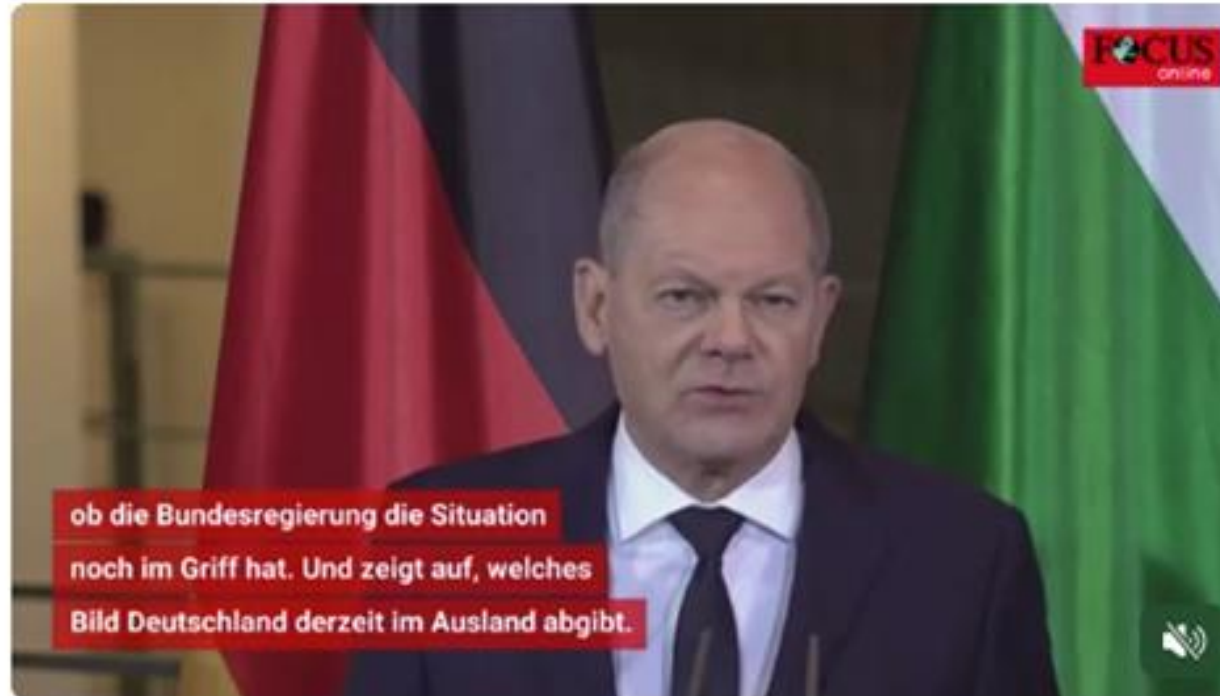 FOCUS
online
ob die Bundesregierung die Situation
noch im Griff hat. Und zeigt auf, welches
Bild Deutschland derzeit im Ausland abgibt.